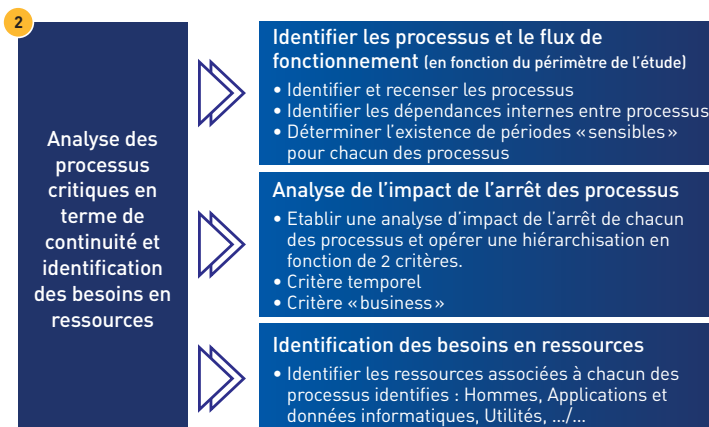 2
Analyse des
processus
critiques en
terme de
continuité et
identification
des besoins en
ressources
Identifier les processus et le flux de
fonctionnement (en fonction du périmètre de l'étude)
• Identifier et recenser les processus
• Identifier les dépendances internes entre processus
• Déterminer l'existence de périodes «sensibles»
pour chacun des processus
Analyse de l'impact de l'arrêt des processus
• Etablir une analyse d'impact de l'arrêt de chacun
des processus et opérer une hiérarchisation en
fonction de 2 critères.
• Critère temporel
• Critère «business»
Identification des besoins en ressources
• Identifier les ressources associées à chacun des
processus identifies : Hommes, Applications et
données informatiques, Utilités, .../...